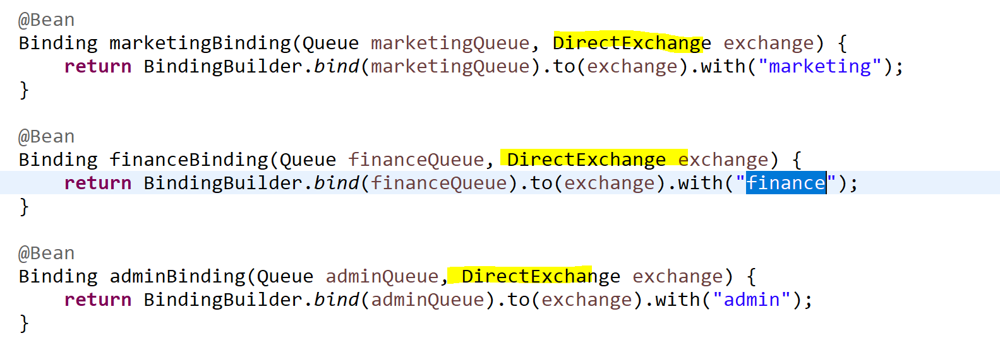 @Bean
Binding marketingBinding(Queue marketingQueue, DirectExchange exchange) {
    return BindingBuilder.bind(marketingQueue).to(exchange).with("marketing");
}
@Bean
Binding financeBinding(Queue financeQueue, DirectExchange exchange) {
    return BindingBuilder.bind(financeQueue).to(exchange).with("finance");
}
@Bean
Binding adminBinding(Queue adminQueue, DirectExchange exchange) {
    return BindingBuilder.bind(adminQueue).to(exchange).with("admin");
}